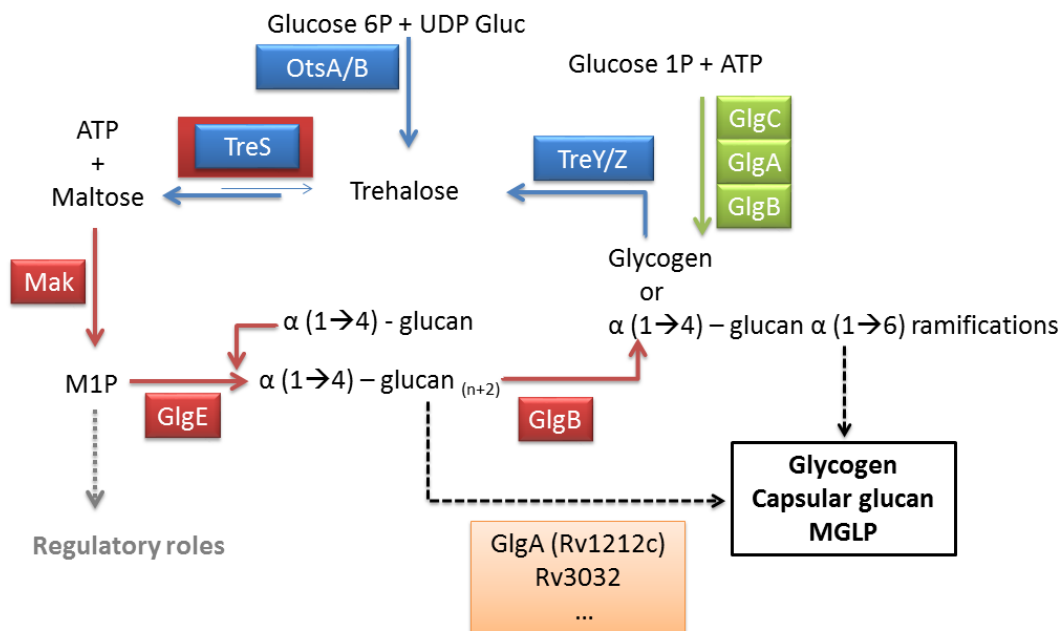 Glucose 6P + UDP Gluc
OtsA/B
Glucose 1P + ATP
GlgC
GlgA
GlgB
ATP
+
Maltose
TreS
Trehalose
TreY/Z
Mak
Glycogen
or
α (1→4) – glucan α (1→6) ramifications
α (1→4) - glucan
M1P
GlgE
α (1→4) – glucan (n+2)
GlgB
Regulatory roles
Glycogen
Capsular glucan
MGLP
GlgA (Rv1212c)
Rv3032
...